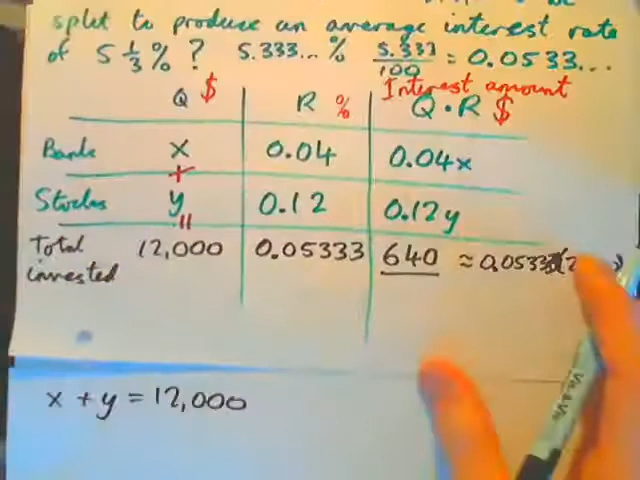 split to produce an average interest rate
of 5 1/3 % ? 5.333... % 5.333/100 = 0.0533...
Interest amount
Q $ R % Q · R $
Bank x 0.04 0.04x
+
Stocks y 0.12 0.12y
=
Total 12,000 0.05333 640 ≈ 0.0533
invested
x + y = 12,000